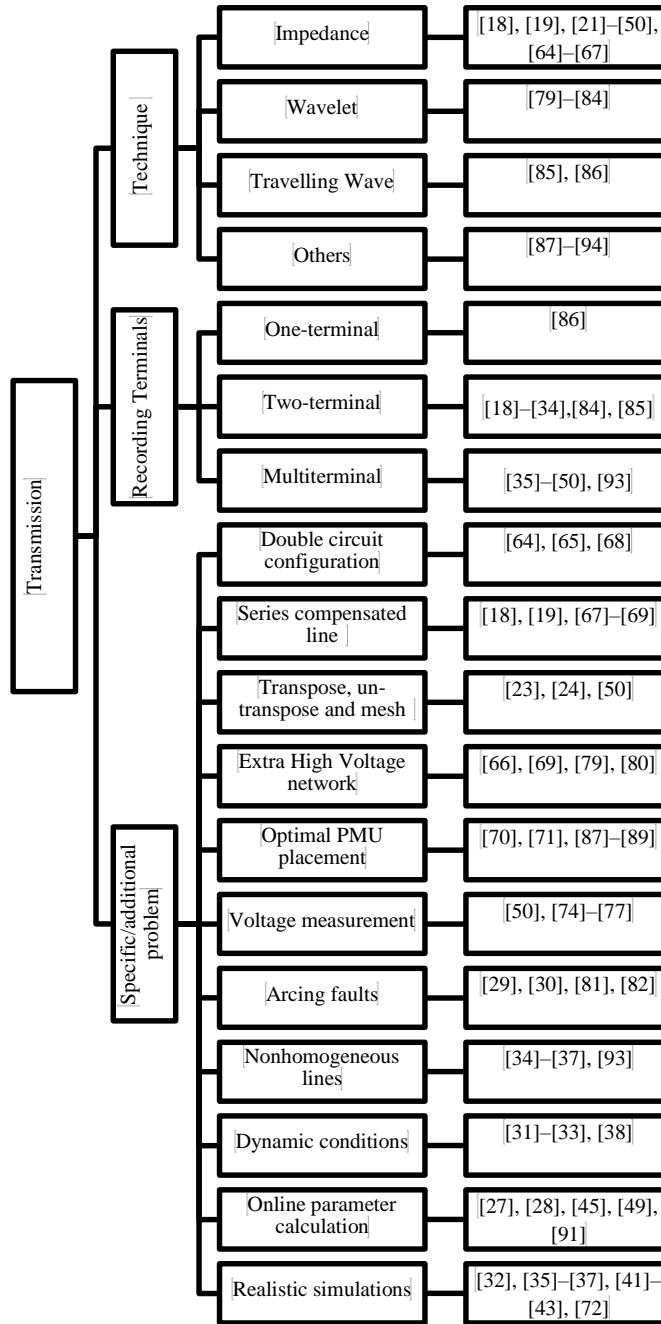 Transmission
Technique
Impedance
[18], [19], [21]–[50],
[64]–[67]
Wavelet
[79]–[84]
Travelling Wave
[85], [86]
Others
[87]–[94]
Recording Terminals
One-terminal
[86]
Two-terminal
[18]–[34],[84], [85]
Multiterminal
[35]–[50], [93]
Specific/additional
problem
Double circuit
configuration
[64], [65], [68]
Series compensated
line
[18], [19], [67]–[69]
Transpose, un-
transpose and mesh
[23], [24], [50]
Extra High Voltage
network
[66], [69], [79], [80]
Optimal PMU
placement
[70], [71], [87]–[89]
Voltage measurement
[50], [74]–[77]
Arcing faults
[29], [30], [81], [82]
Nonhomogeneous
lines
[34]–[37], [93]
Dynamic conditions
[31]–[33], [38]
Online parameter
calculation
[27], [28], [45], [49],
[91]
Realistic simulations
[32], [35]–[37], [41]–
[43], [72]